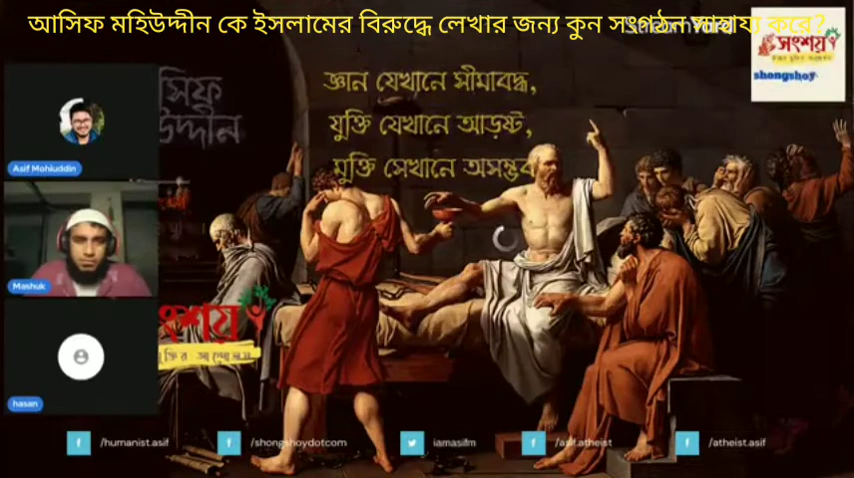 আসিফ মহিউদ্দীন কে ইসলামের বিরুদ্ধে লেখার জন্য কুন সংগঠন সাহায্য করে?
সংশয়
shongshoy
জ্ঞান যেখানে সীমাবদ্ধ,
যুক্তি যেখানে আড়ষ্ট,
মুক্তি সেখানে অসম্ভব
Asif Mohiuddin
Mashuk
hasan
/humanist.asif
/shongshoydotcom
iamasifm
/asif.atheist
/atheist.asif